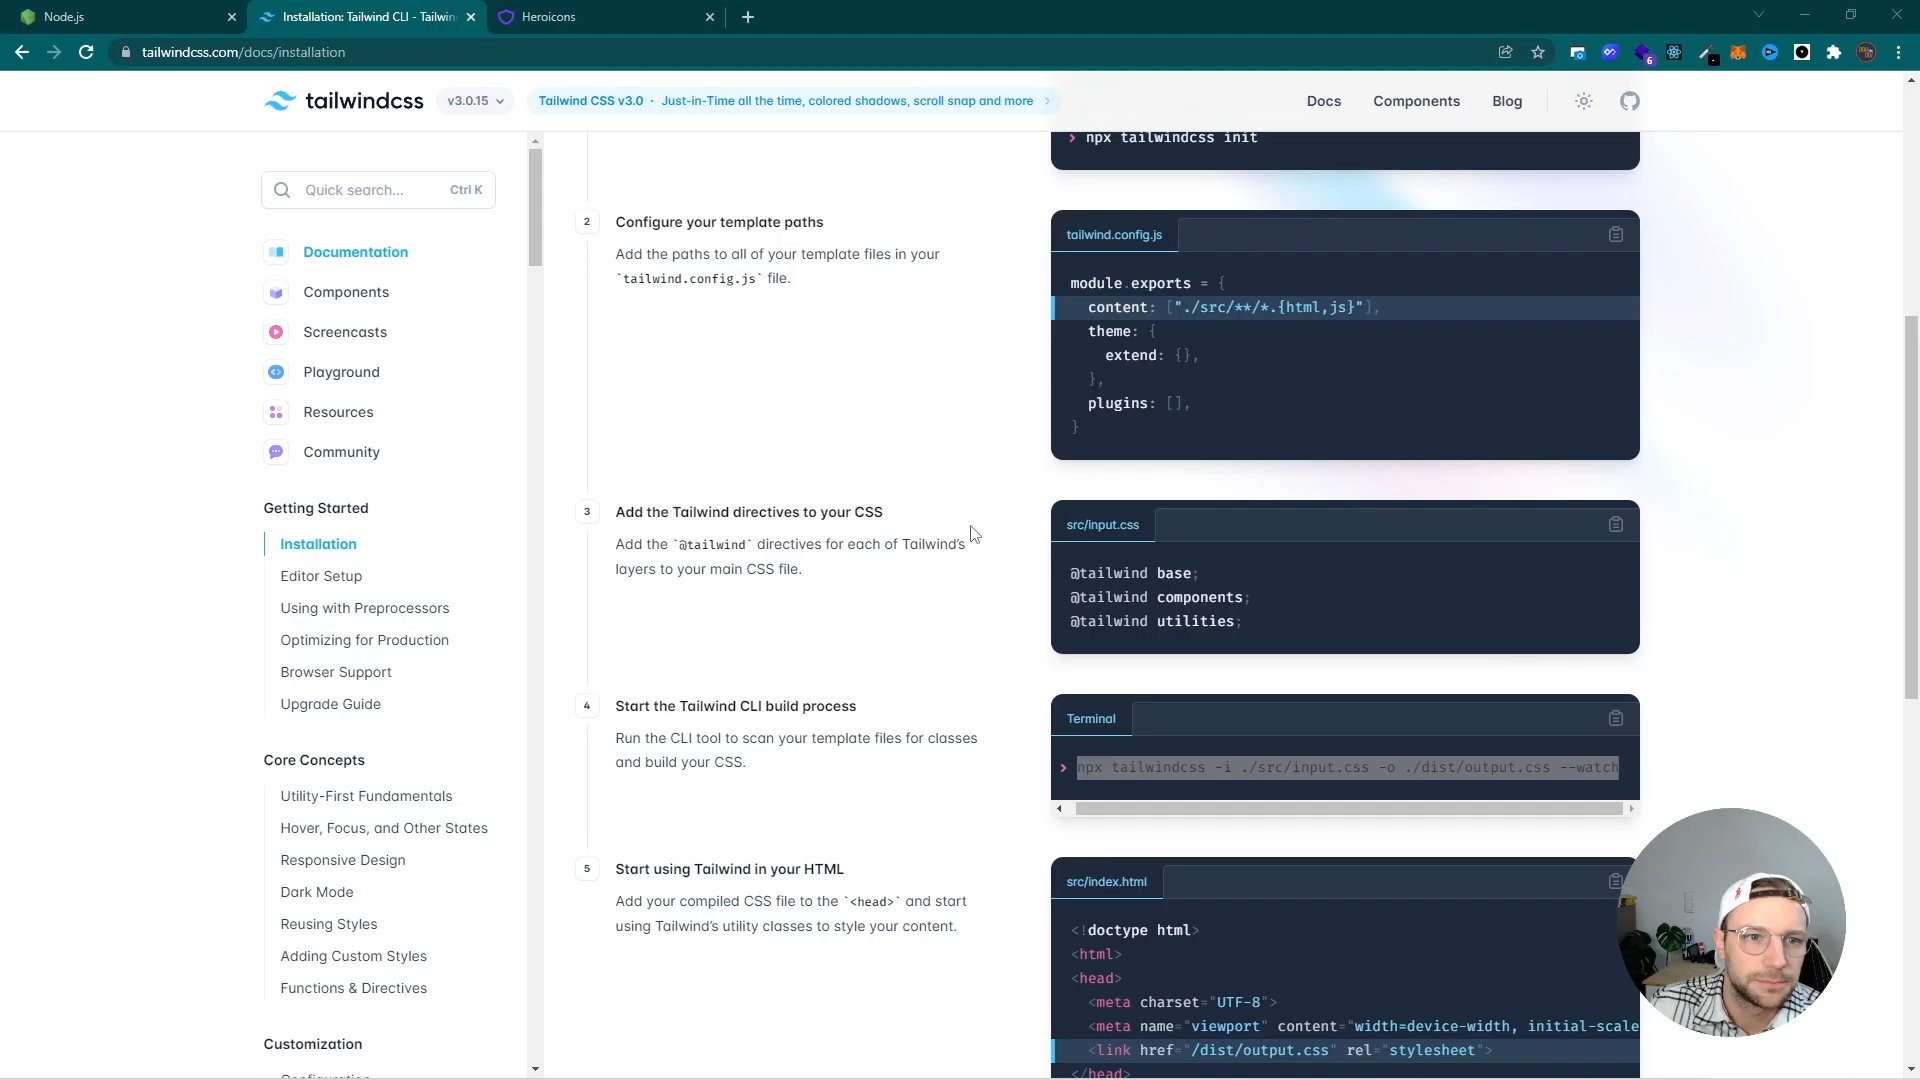 Node.js
Installation: Tailwind CLI - Tailwin
Heroicons
tailwindcss.com/docs/installation
6
tailwindcss
v3.0.15
Tailwind CSS v3.0 · Just-in-Time all the time, colored shadows, scroll snap and more
Docs
Components
Blog
Quick search...
Ctrl K
Documentation
Components
Screencasts
Playground
Resources
Community
Getting Started
Installation
Editor Setup
Using with Preprocessors
Optimizing for Production
Browser Support
Upgrade Guide
Core Concepts
Utility-First Fundamentals
Hover, Focus, and Other States
Responsive Design
Dark Mode
Reusing Styles
Adding Custom Styles
Functions & Directives
Customization
Configuration
> npx tailwindcss init
2
Configure your template paths
Add the paths to all of your template files in your
`tailwind.config.js` file.
tailwind.config.js
module.exports = {
content: ["./src/**/*.{html,js}"],
theme: {
extend: {},
},
plugins: [],
}
3
Add the Tailwind directives to your CSS
Add the `@tailwind` directives for each of Tailwind's
layers to your main CSS file.
src/input.css
@tailwind base;
@tailwind components;
@tailwind utilities;
4
Start the Tailwind CLI build process
Run the CLI tool to scan your template files for classes
and build your CSS.
Terminal
> npx tailwindcss -i ./src/input.css -o ./dist/output.css --watch
5
Start using Tailwind in your HTML
Add your compiled CSS file to the `<head>` and start
using Tailwind's utility classes to style your content.
src/index.html
<!doctype html>
<html>
<head>
<meta charset="UTF-8">
<meta name="viewport" content="width=device-width, initial-scale
<link href="/dist/output.css" rel="stylesheet">
</head>